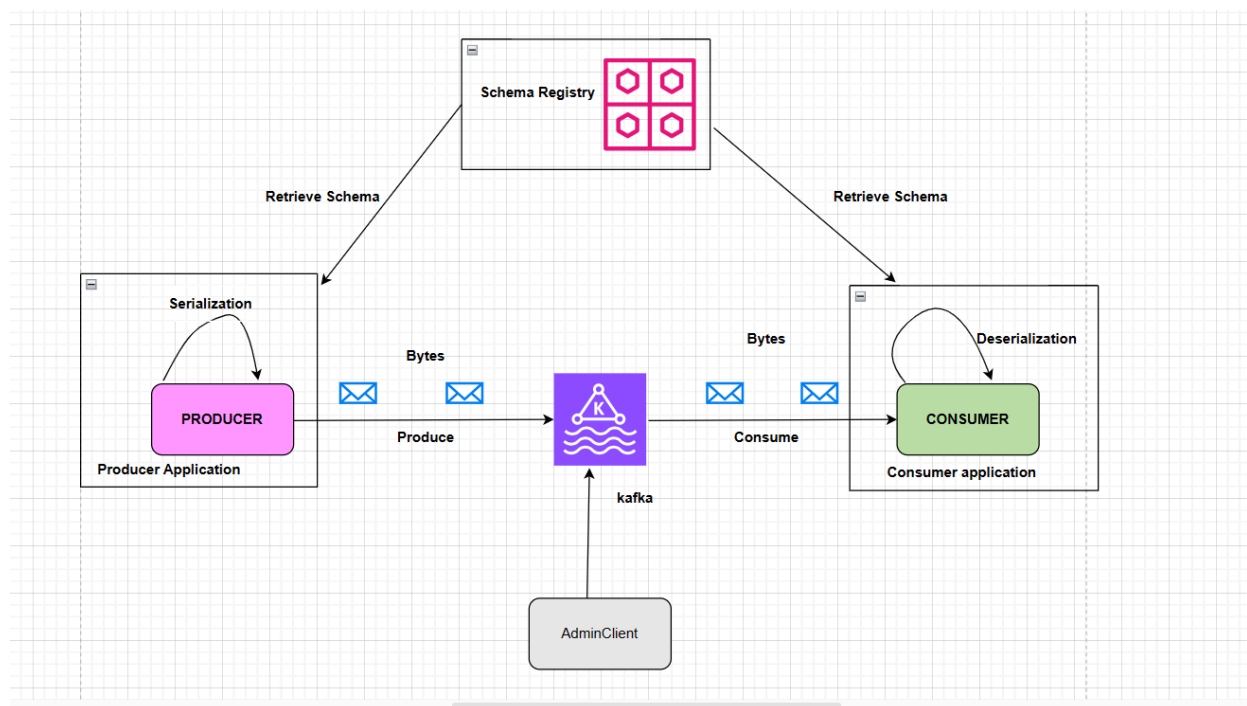 Schema Registry
Retrieve Schema
Retrieve Schema
Serialization
Deserialization
Bytes
Bytes
PRODUCER
K
CONSUMER
Produce
Consume
Producer Application
Consumer application
kafka
AdminClient